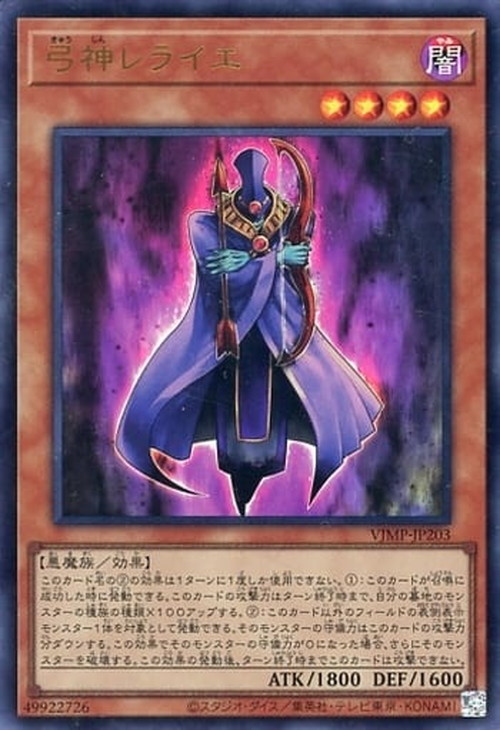 きゅう しん
弓神レライエ
やみ
闇
VJMP-JP203
【悪魔族／効果】
このカード名の②の効果は1ターンに1度しか使用できない。①：このカードが召喚に
成功した時に発動できる。このカードの攻撃力はターン終了時まで、自分の墓地のモ
ンスターの種族の種類×100アップする。②：このカード以外のフィールドの表側表示
モンスター1体を対象として発動できる。そのモンスターの守備力はこのカードの攻撃力
分ダウンする。この効果でそのモンスターの守備力が0になった場合、さらにそのモン
スターを破壊する。この効果の発動後、ターン終了時までこのカードは攻撃できない。
ATK/1800 DEF/1600
49922726 ©スタジオ・ダイス／集英社・テレビ東京・KONAMI